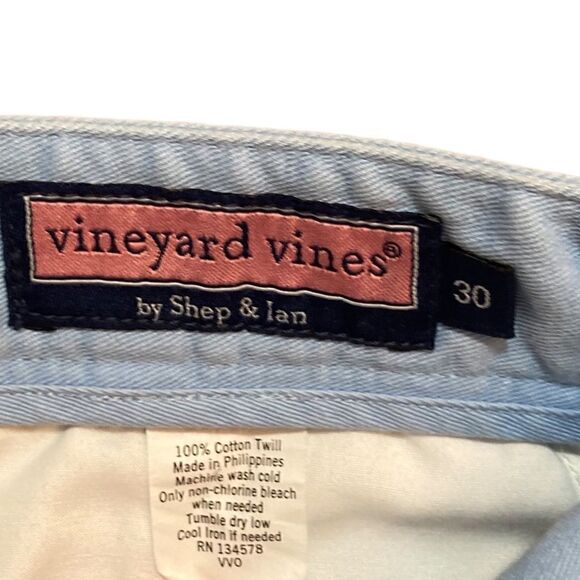 vineyard vines®
by Shep & Ian
30
100% Cotton Twill
Made in Philippines
Machine wash cold
Only non-chlorine bleach
when needed
Tumble dry low
Cool Iron if needed
RN 134578
VVO